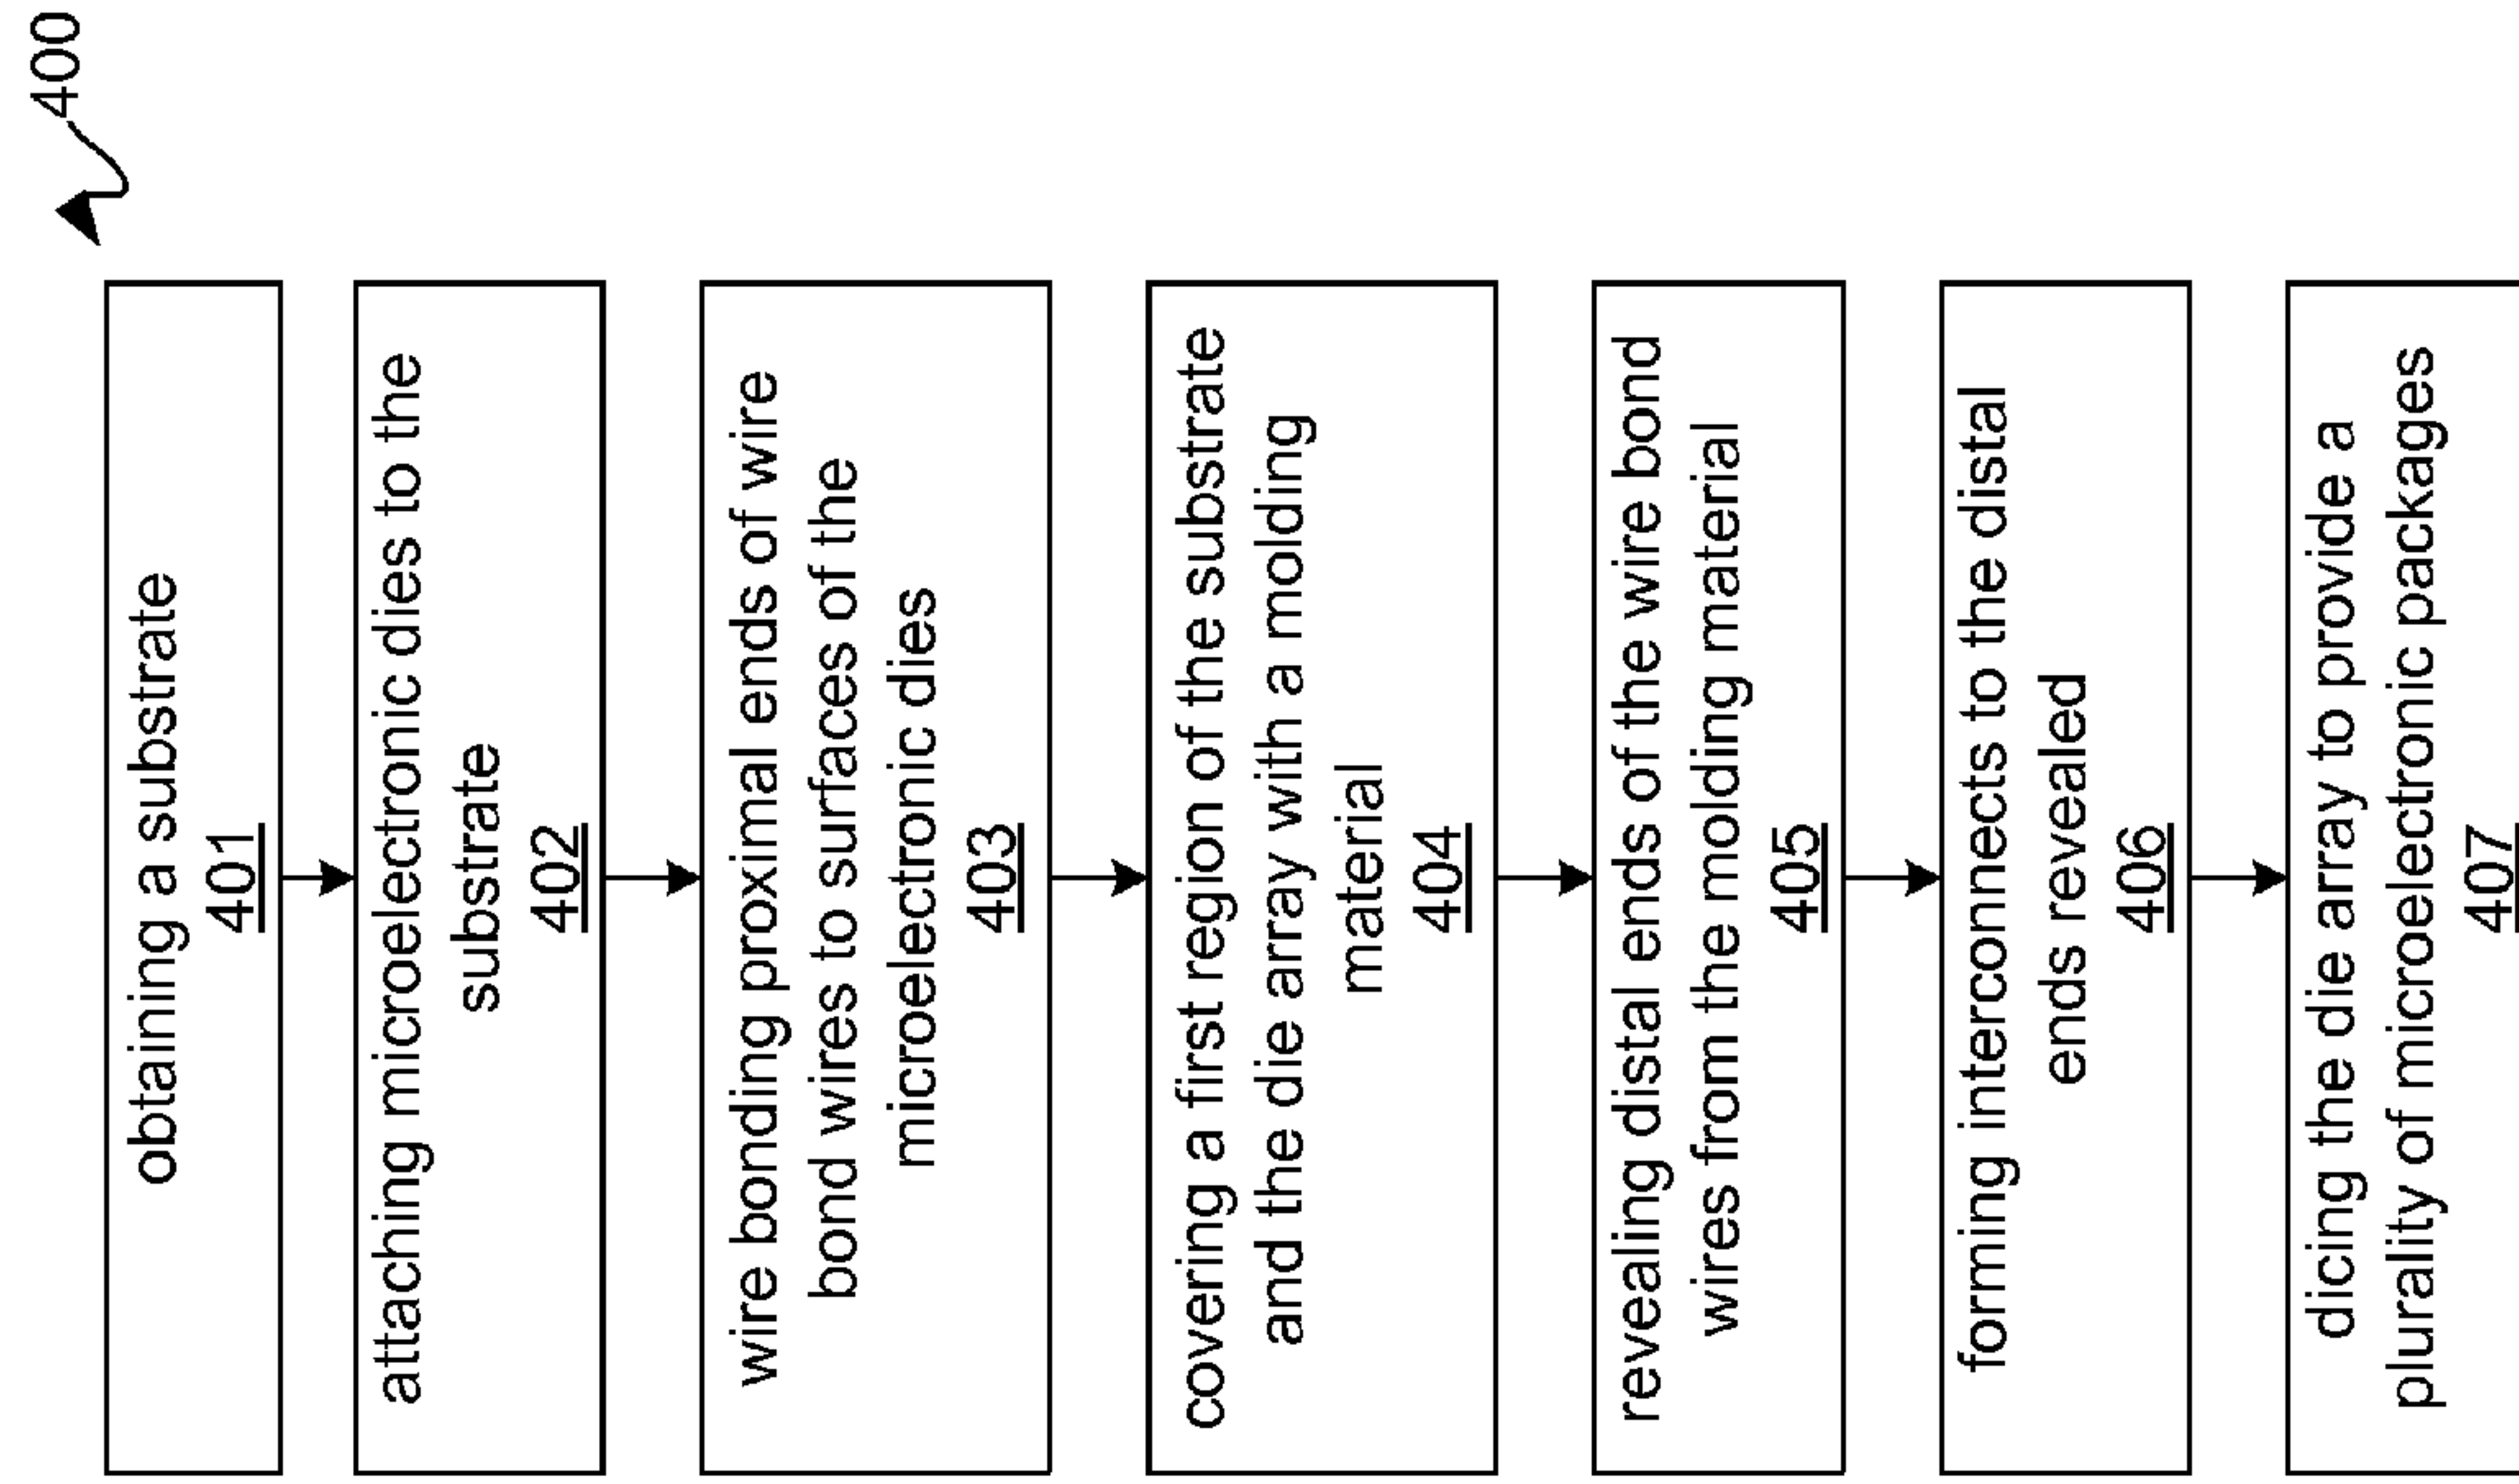 400
obtaining a substrate
401
attaching microelectronic dies to the
substrate
402
wire bonding proximal ends of wire
bond wires to surfaces of the
microelectronic dies
403
covering a first region of the substrate
and the die array with a molding
material
404
revealing distal ends of the wire bond
wires from the molding material
405
forming interconnects to the distal
ends revealed
406
dicing the die array to provide a
plurality of microelectronic packages
407